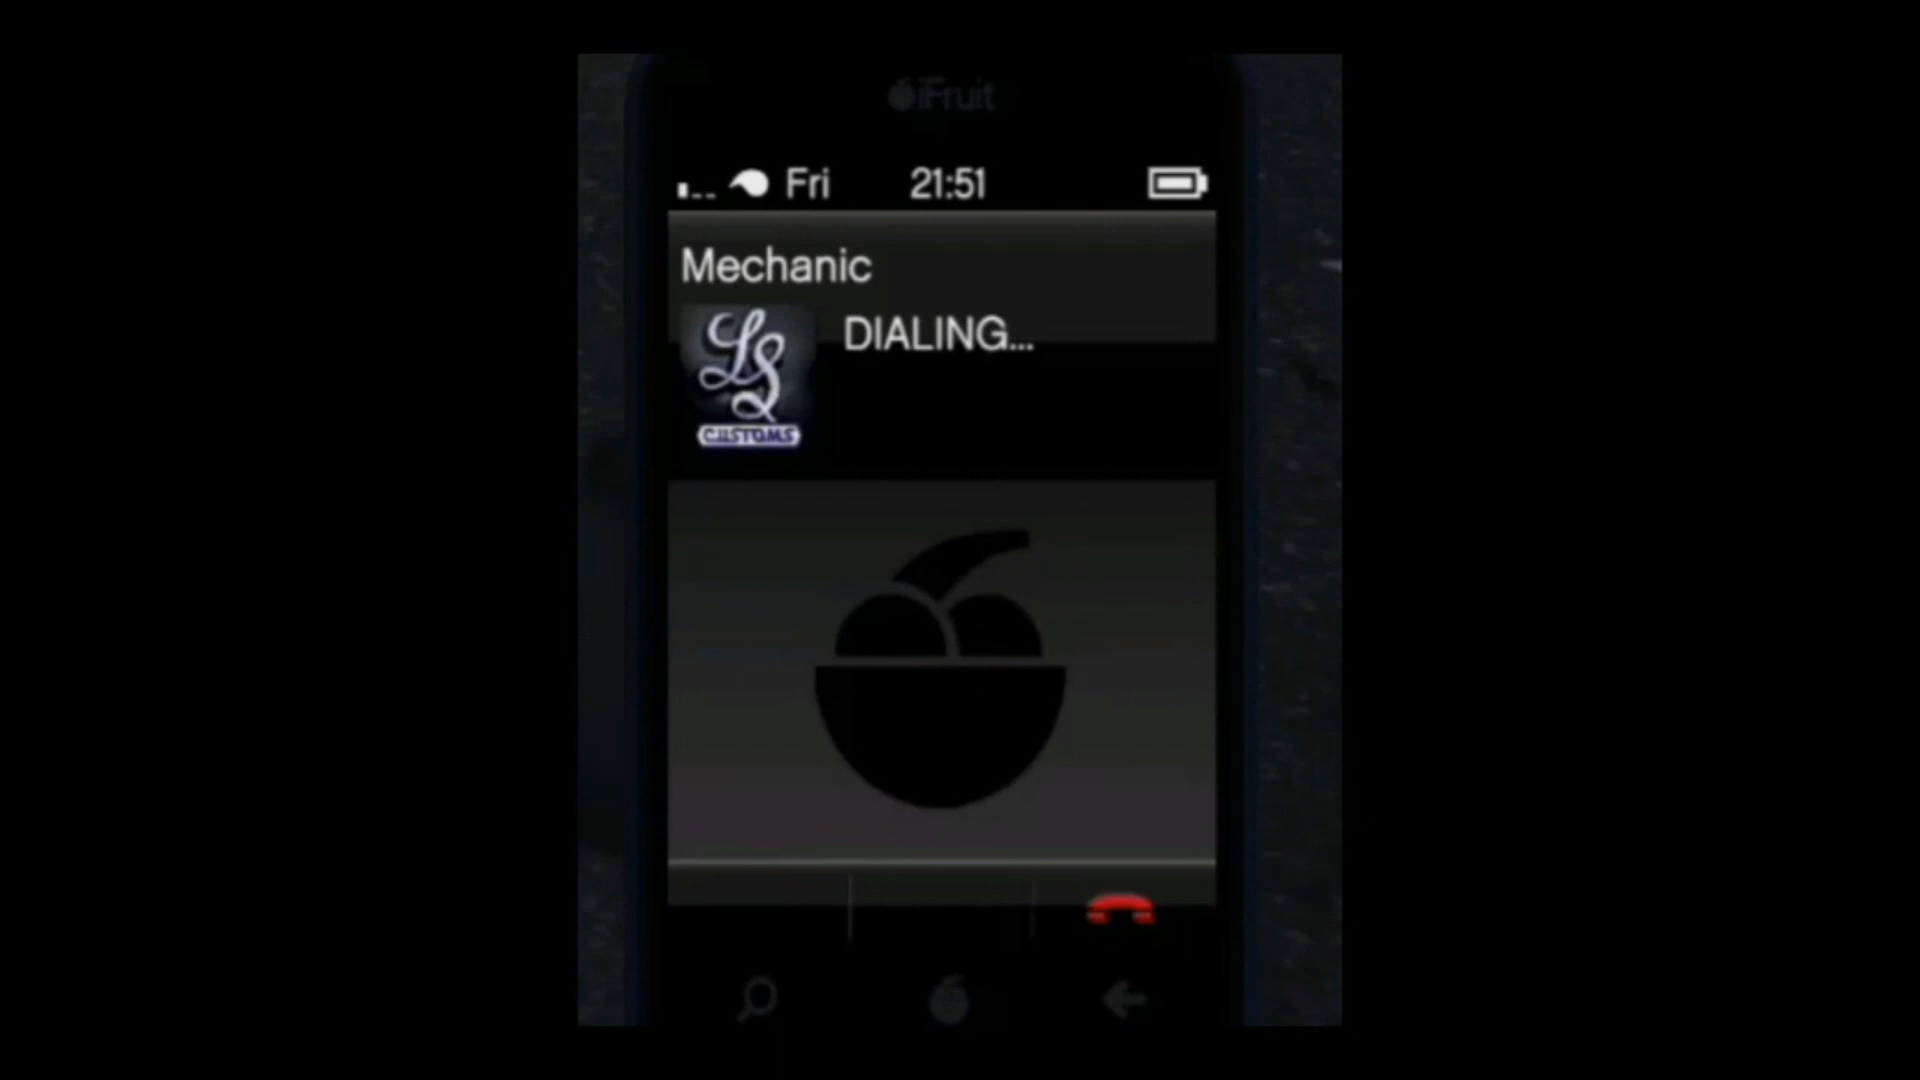 iFruit
Fri 21:51
Mechanic
DIALING...
LS
CUSTOMS